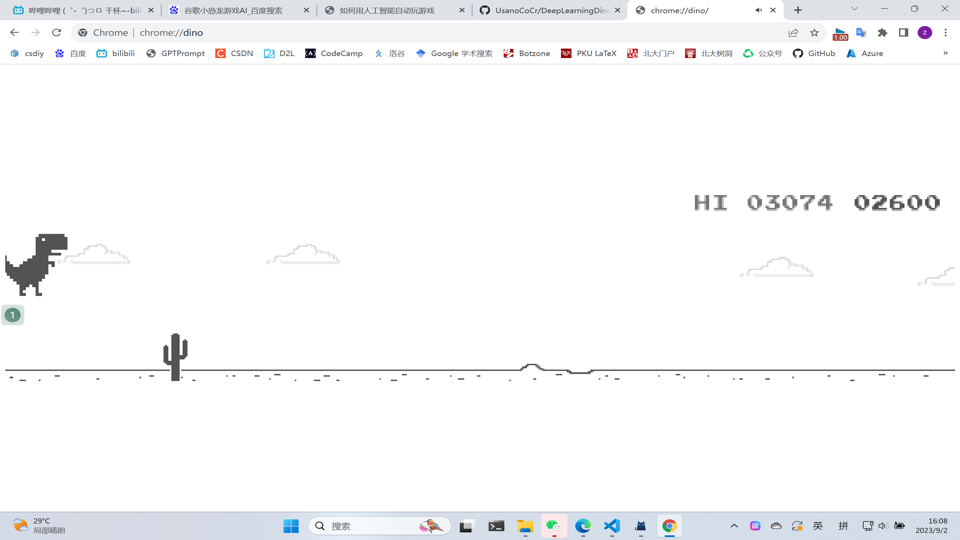 哔哩哔哩 (゜-゜)つロ 干杯~-bili
谷歌小恐龙游戏AI_百度搜索
如何用人工智能自动玩游戏
UsanoCoCr/DeepLearningDino
chrome://dino/
Chrome | chrome://dino
1.00
z
csdiy
百度
bilibili
GPTPrompt
CSDN
D2L
CodeCamp
洛谷
Google 学术搜索
Botzone
PKU LaTeX
北大门户
北大树洞
公众号
GitHub
Azure
»
HI 03074 02600
1
29°C
局部晴朗
搜索
英
拼
16:08
2023/9/2